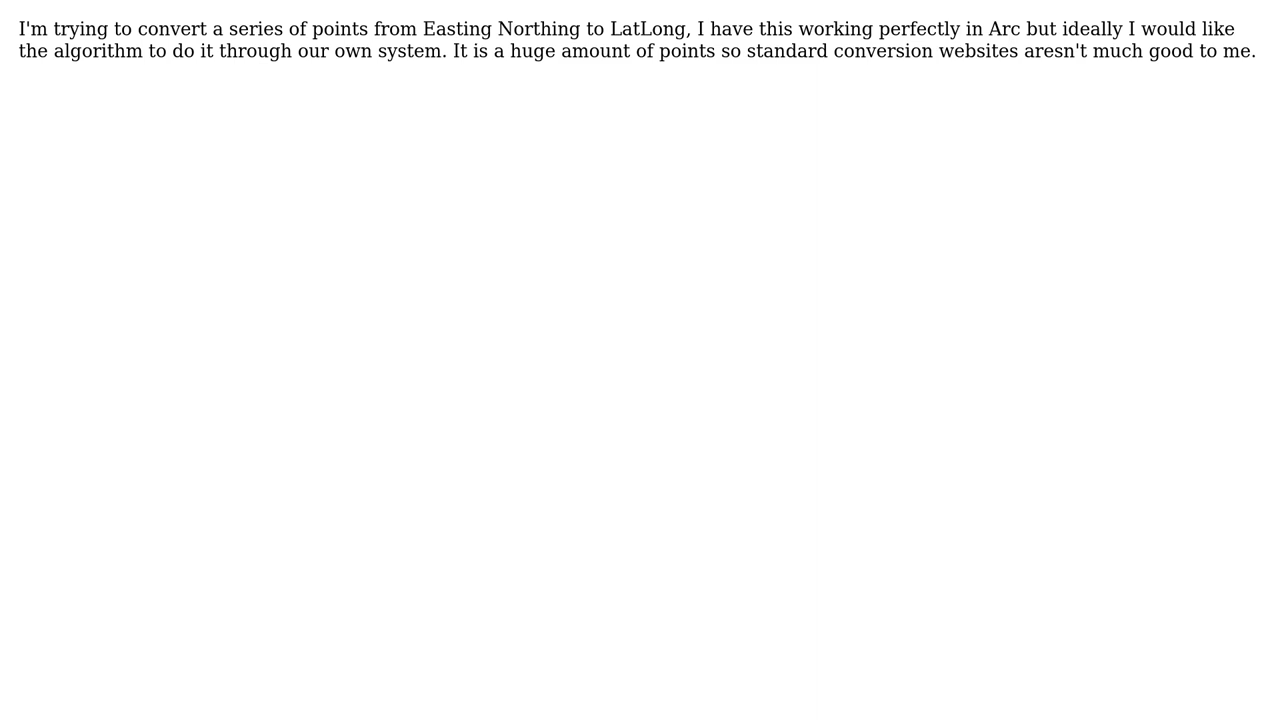 I'm trying to convert a series of points from Easting Northing to LatLong, I have this working perfectly in Arc but ideally I would like
the algorithm to do it through our own system. It is a huge amount of points so standard conversion websites aresn't much good to me.